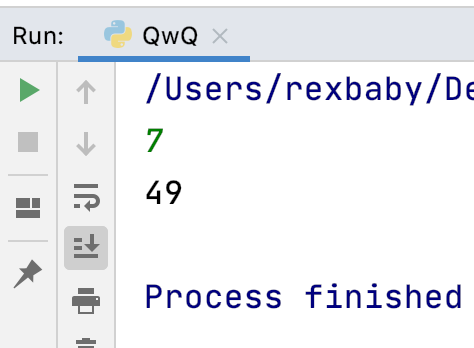 Run: QwQ
/Users/rexbaby/De
7
49
Process finished